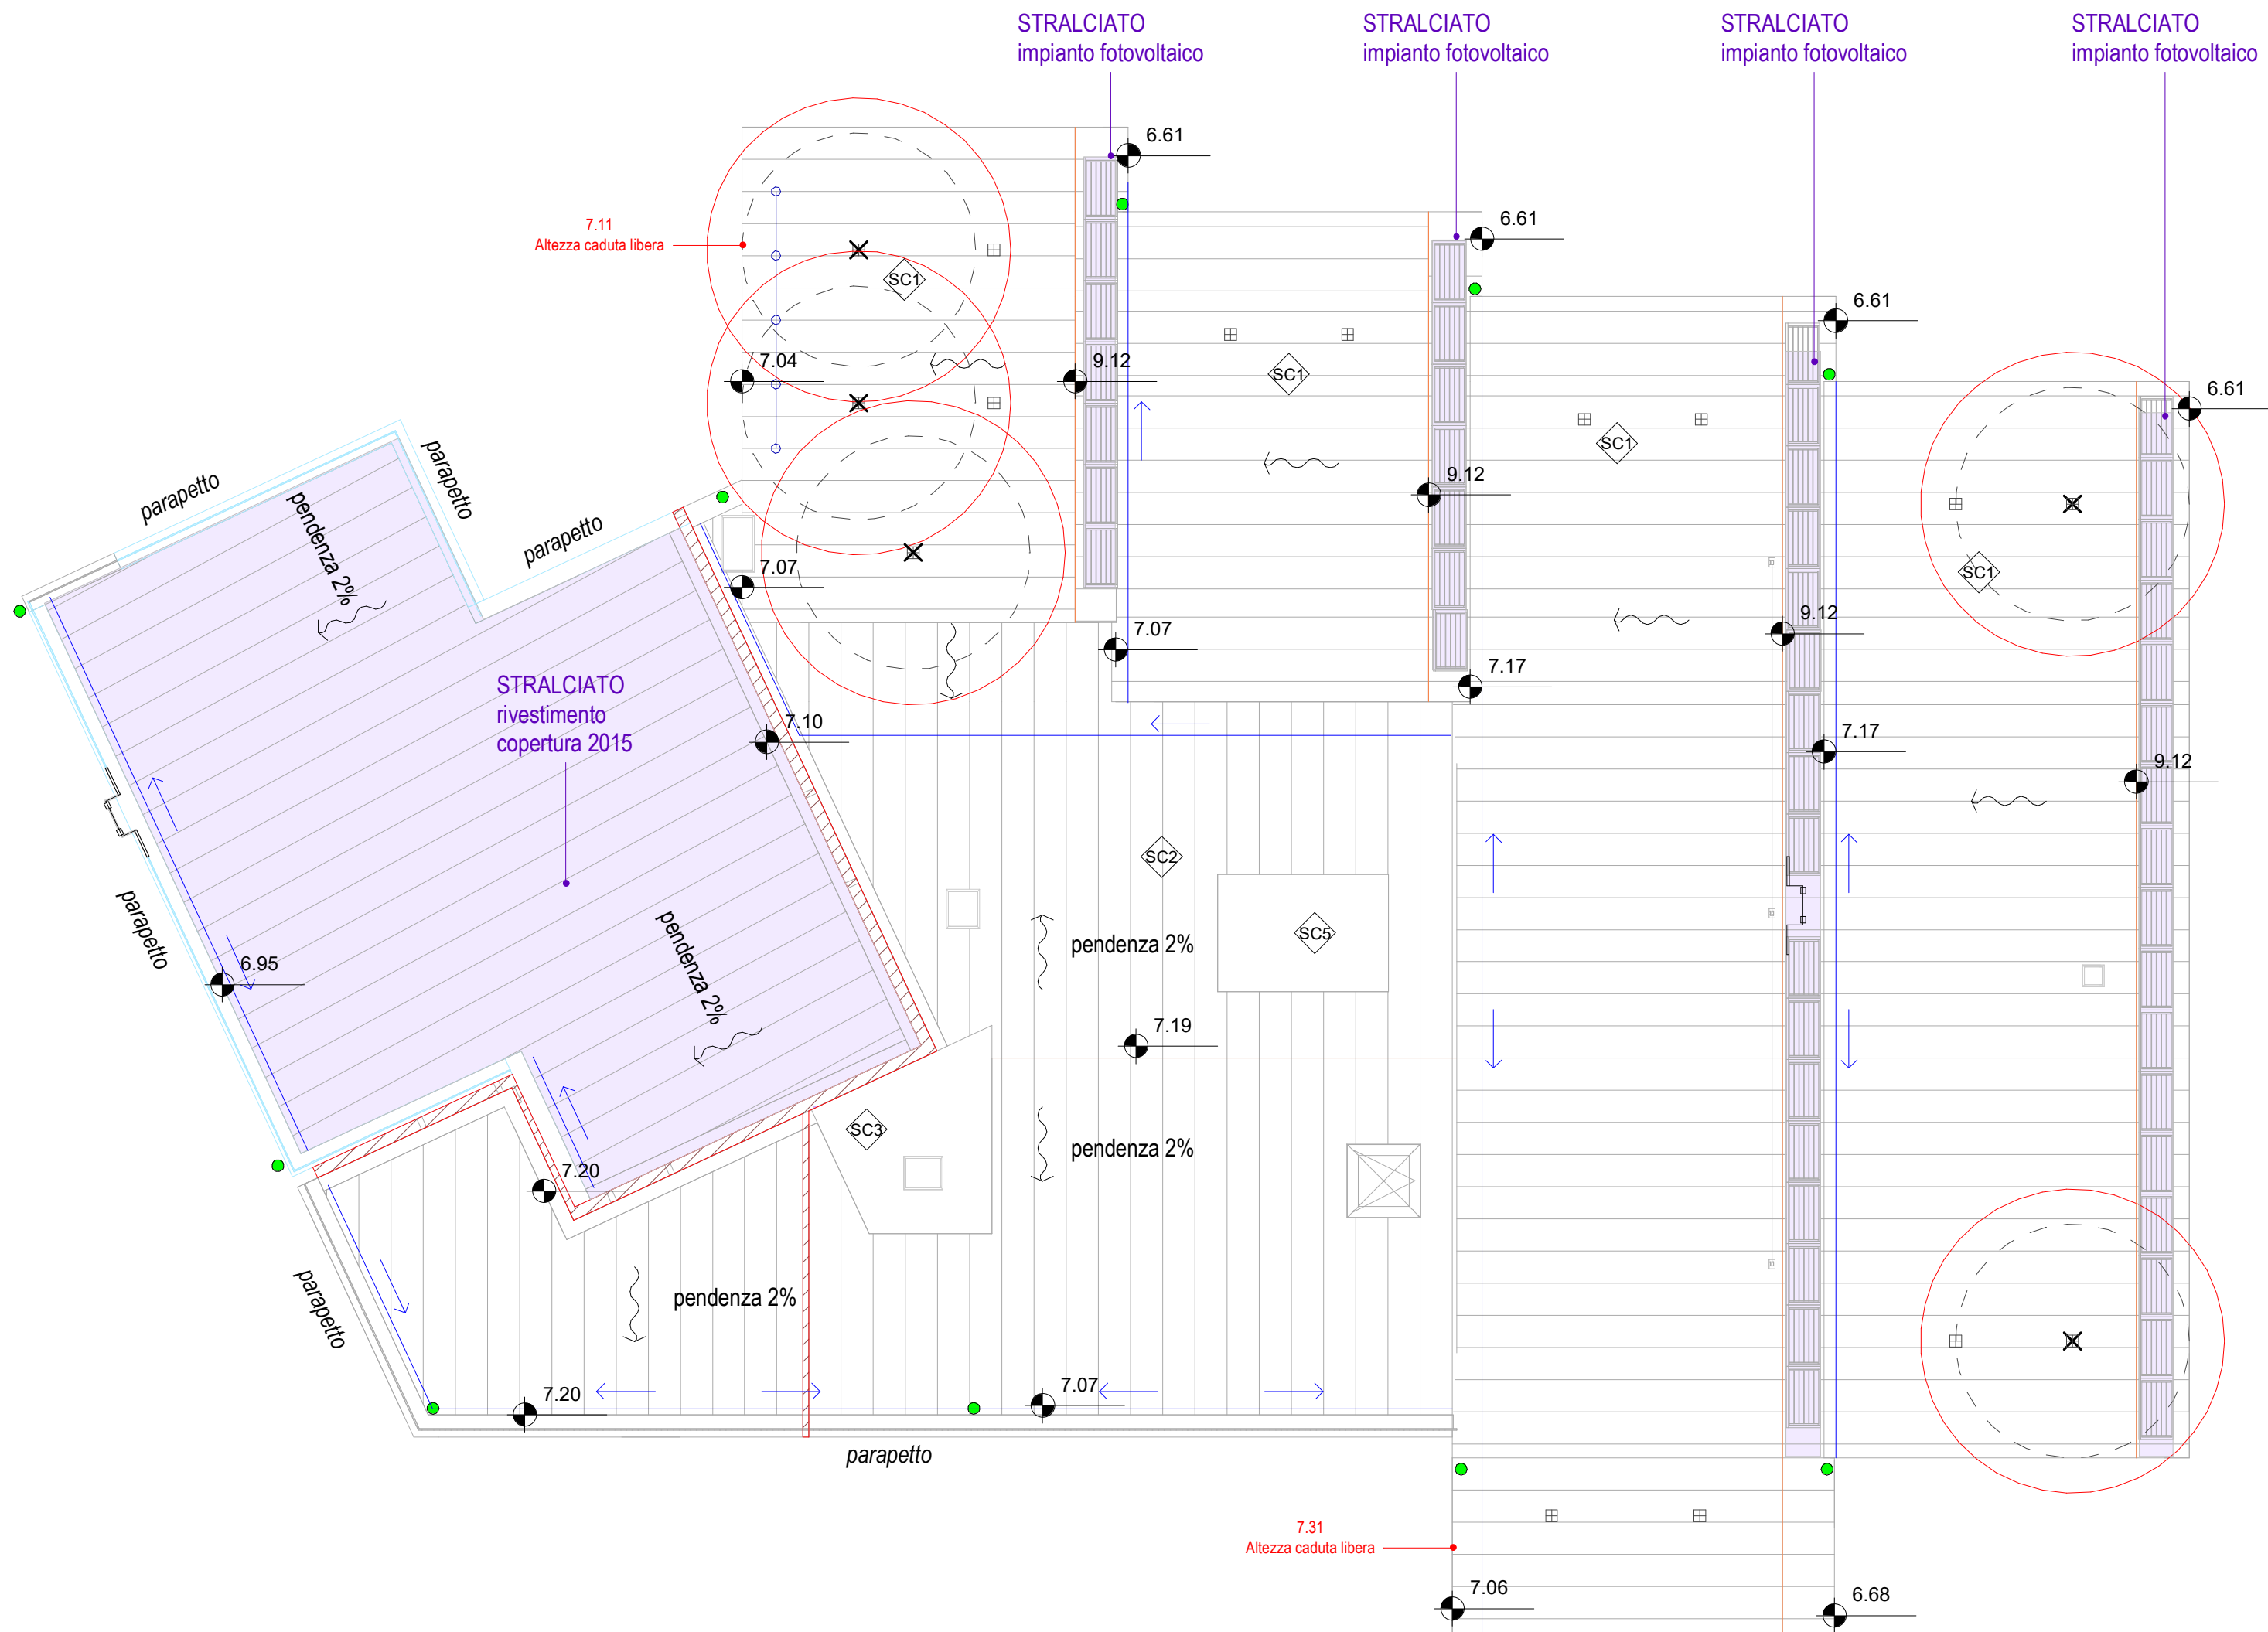 STRALCIATO
impianto fotovoltaico
STRALCIATO
impianto fotovoltaico
STRALCIATO
impianto fotovoltaico
STRALCIATO
impianto fotovoltaico
6.61
6.61
6.61
6.61
7.11
Altezza caduta libera
SC1
7.04
9.12
SC1
SC1
9.12
parapetto
parapetto
parapetto
pendenza 2%
7.07
SC1
7.07
9.12
7.17
STRALCIATO
rivestimento
copertura 2015
7.10
7.17
9.12
SC2
parapetto
pendenza 2%
SC5
pendenza 2%
6.95
7.19
SC3
pendenza 2%
7.20
parapetto
pendenza 2%
7.20
7.07
parapetto
7.31
Altezza caduta libera
7.06
6.68